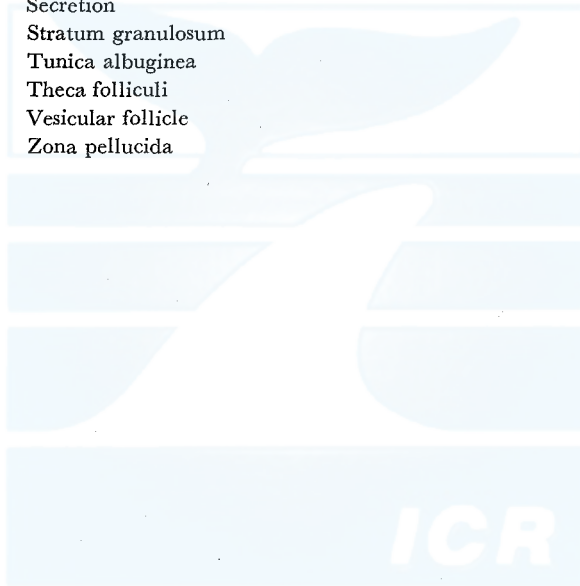 Secretion
Stratum granulosum
Tunica albuginea
Theca folliculi
Vesicular follicle
Zona pellucida
ICR